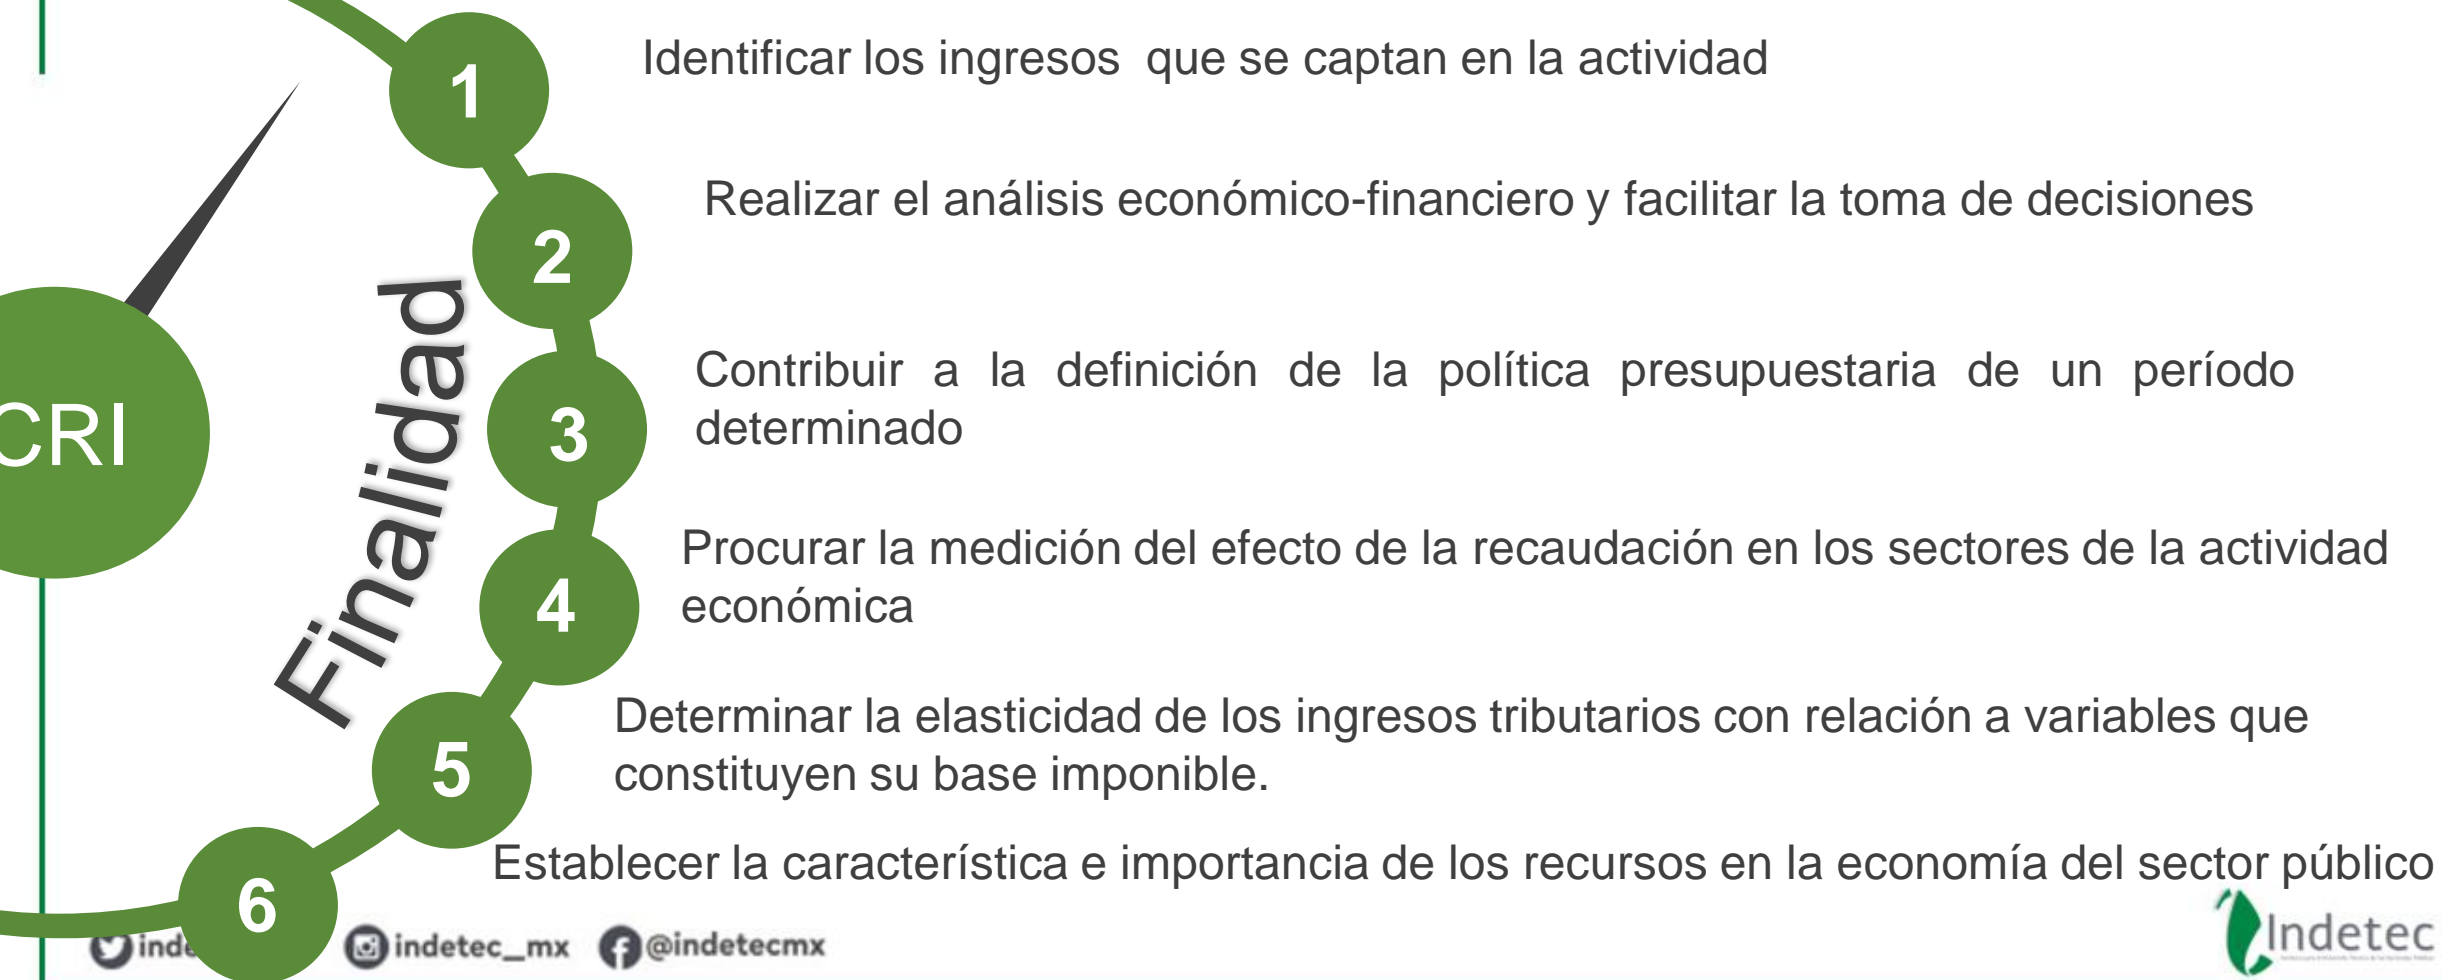 1
Identificar los ingresos que se captan en la actividad
2
Realizar el análisis económico-financiero y facilitar la toma de decisiones
Finalidad
CRI
3
Contribuir a la definición de la política presupuestaria de un período
determinado
4
Procurar la medición del efecto de la recaudación en los sectores de la actividad
económica
5
Determinar la elasticidad de los ingresos tributarios con relación a variables que
constituyen su base imponible.
6
Establecer la característica e importancia de los recursos en la economía del sector público
indetec_mx @indetecmx
Indetec